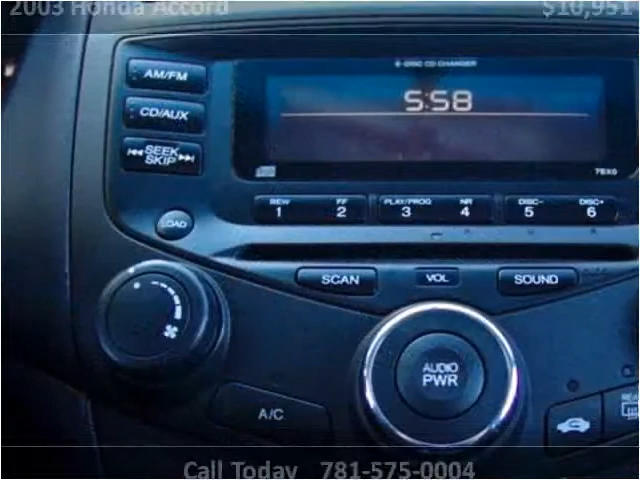 2003 Honda Accord $10,951
6-DISC CD CHANGER
AM/FM
5:58
CD/AUX
SEEK
SKIP
7BX0
REW FF PLAY/PROG NR DISC- DISC+
1 2 3 4 5 6
LOAD
SCAN VOL SOUND
AUDIO
PWR
A/C
Call Today 781-575-0004